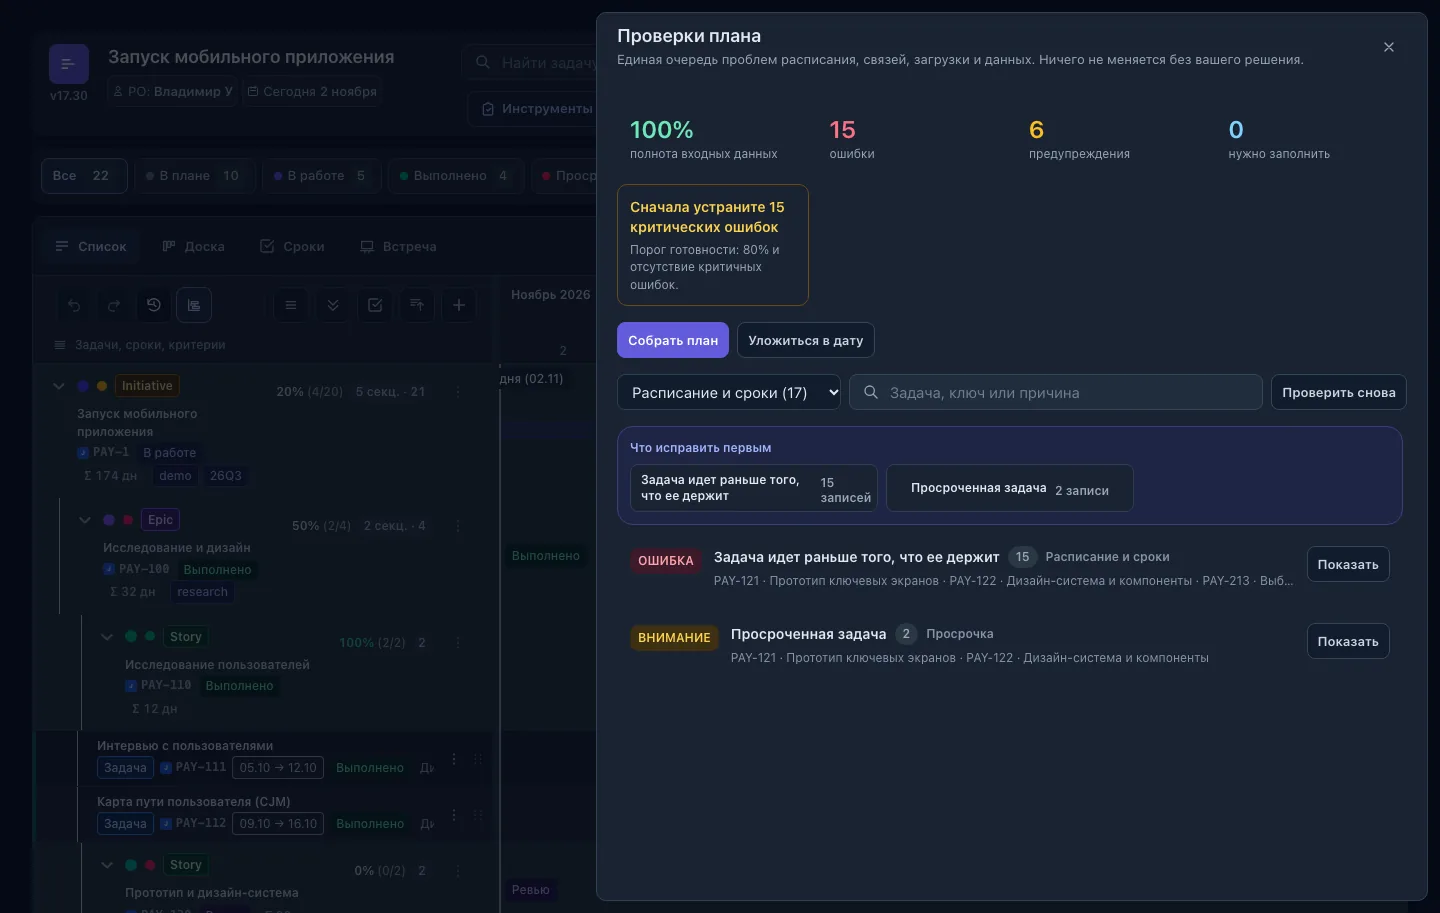 Запуск мобильного приложения
v17.30
PO: Владимир У
Сегодня 2 ноября
Найти задачу
Инструменты
Все 22
В плане 10
В работе 5
Выполнено 4
Список
Доска
Сроки
Встреча
Ноябрь 2026
Задачи, сроки, критерии
2
дня (02.11)
Initiative
20% (4/20) 5 секц. · 21
Запуск мобильного
приложения
PAY-1 В работе
Σ 174 дн demo 26Q3
Epic
50% (2/4) 2 секц. · 4
Исследование и дизайн
PAY-100 Выполнено
Σ 32 дн research
Выполнено
Story
100% (2/2) 2
Исследование пользователей
PAY-110 Выполнено
Σ 12 дн
Интервью с пользователями
Задача PAY-111 05.10 → 12.10 Выполнено
Карта пути пользователя (CJM)
Задача PAY-112 09.10 → 16.10 Выполнено
Story
0% (0/2) 2
Прототип и дизайн-система
Ревью
Проверки плана
Единая очередь проблем расписания, связей, загрузки и данных. Ничего не меняется без вашего решения.
100%
полнота входных данных
15
ошибки
6
предупреждения
0
нужно заполнить
Сначала устраните 15
критических ошибок
Порог готовности: 80% и
отсутствие критичных
ошибок.
Собрать план
Уложиться в дату
Расписание и сроки (17)
Задача, ключ или причина
Проверить снова
Что исправить первым
Задача идет раньше того,
что ее держит
15
записей
Просроченная задача 2 записи
ОШИБКА Задача идет раньше того, что ее держит 15 Расписание и сроки
PAY-121 · Прототип ключевых экранов · PAY-122 · Дизайн-система и компоненты · PAY-213 · Выб...
Показать
ВНИМАНИЕ Просроченная задача 2 Просрочка
PAY-121 · Прототип ключевых экранов · PAY-122 · Дизайн-система и компоненты
Показать